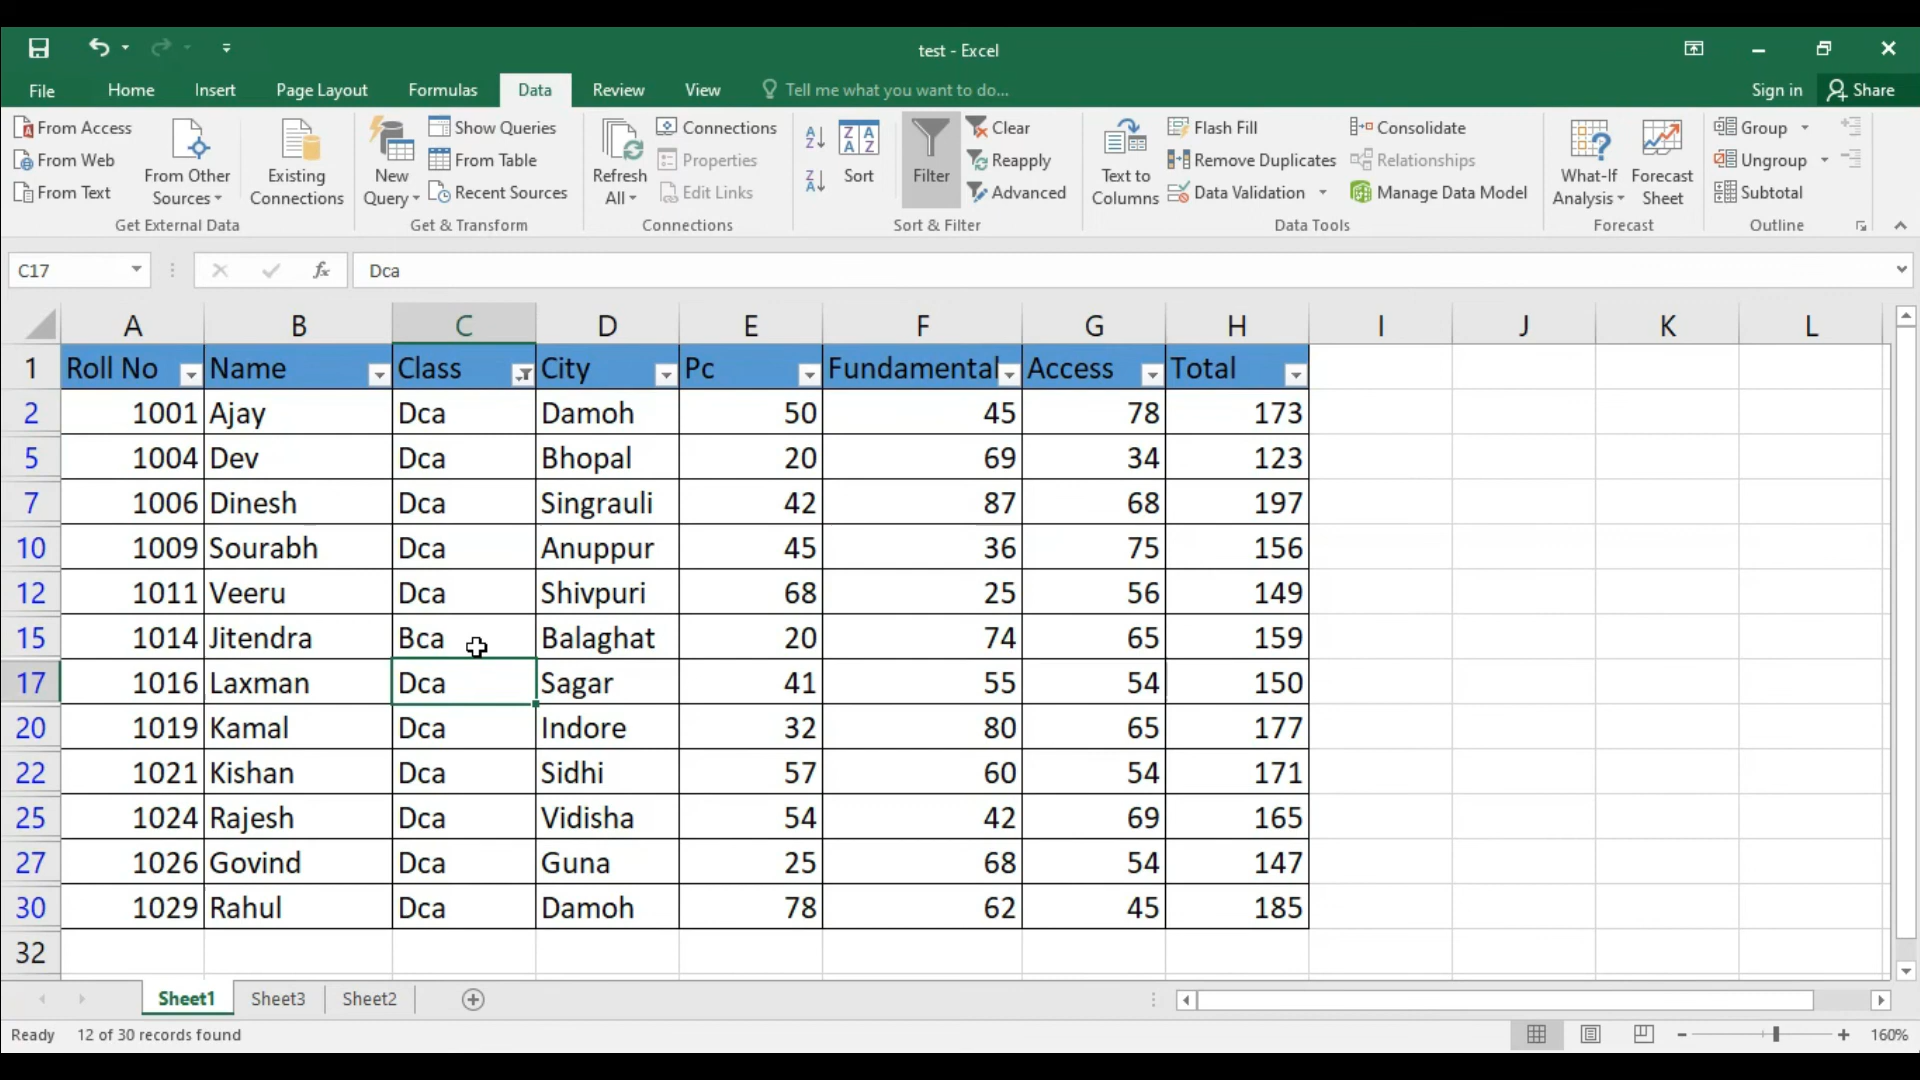 test - Excel
File Home Insert Page Layout Formulas Data Review View Tell me what you want to do... Sign in Share
From Access
From Web
From Text
From Other Sources
Existing Connections
Get External Data
New Query
Show Queries
From Table
Recent Sources
Get & Transform
Refresh All
Connections
Properties
Edit Links
Connections
Sort
Filter
Clear
Reapply
Advanced
Sort & Filter
Text to Columns
Flash Fill
Remove Duplicates
Data Validation
Consolidate
Relationships
Manage Data Model
Data Tools
What-If Analysis
Forecast Sheet
Forecast
Group
Ungroup
Subtotal
Outline
C17 fx Dca
A B C D E F G H I J K L
1 Roll No Name Class City Pc Fundamental Access Total
2 1001 Ajay Dca Damoh 50 45 78 173
5 1004 Dev Dca Bhopal 20 69 34 123
7 1006 Dinesh Dca Singrauli 42 87 68 197
10 1009 Sourabh Dca Anuppur 45 36 75 156
12 1011 Veeru Dca Shivpuri 68 25 56 149
15 1014 Jitendra Bca Balaghat 20 74 65 159
17 1016 Laxman Dca Sagar 41 55 54 150
20 1019 Kamal Dca Indore 32 80 65 177
22 1021 Kishan Dca Sidhi 57 60 54 171
25 1024 Rajesh Dca Vidisha 54 42 69 165
27 1026 Govind Dca Guna 25 68 54 147
30 1029 Rahul Dca Damoh 78 62 45 185
32
Sheet1 Sheet3 Sheet2
Ready 12 of 30 records found 160%